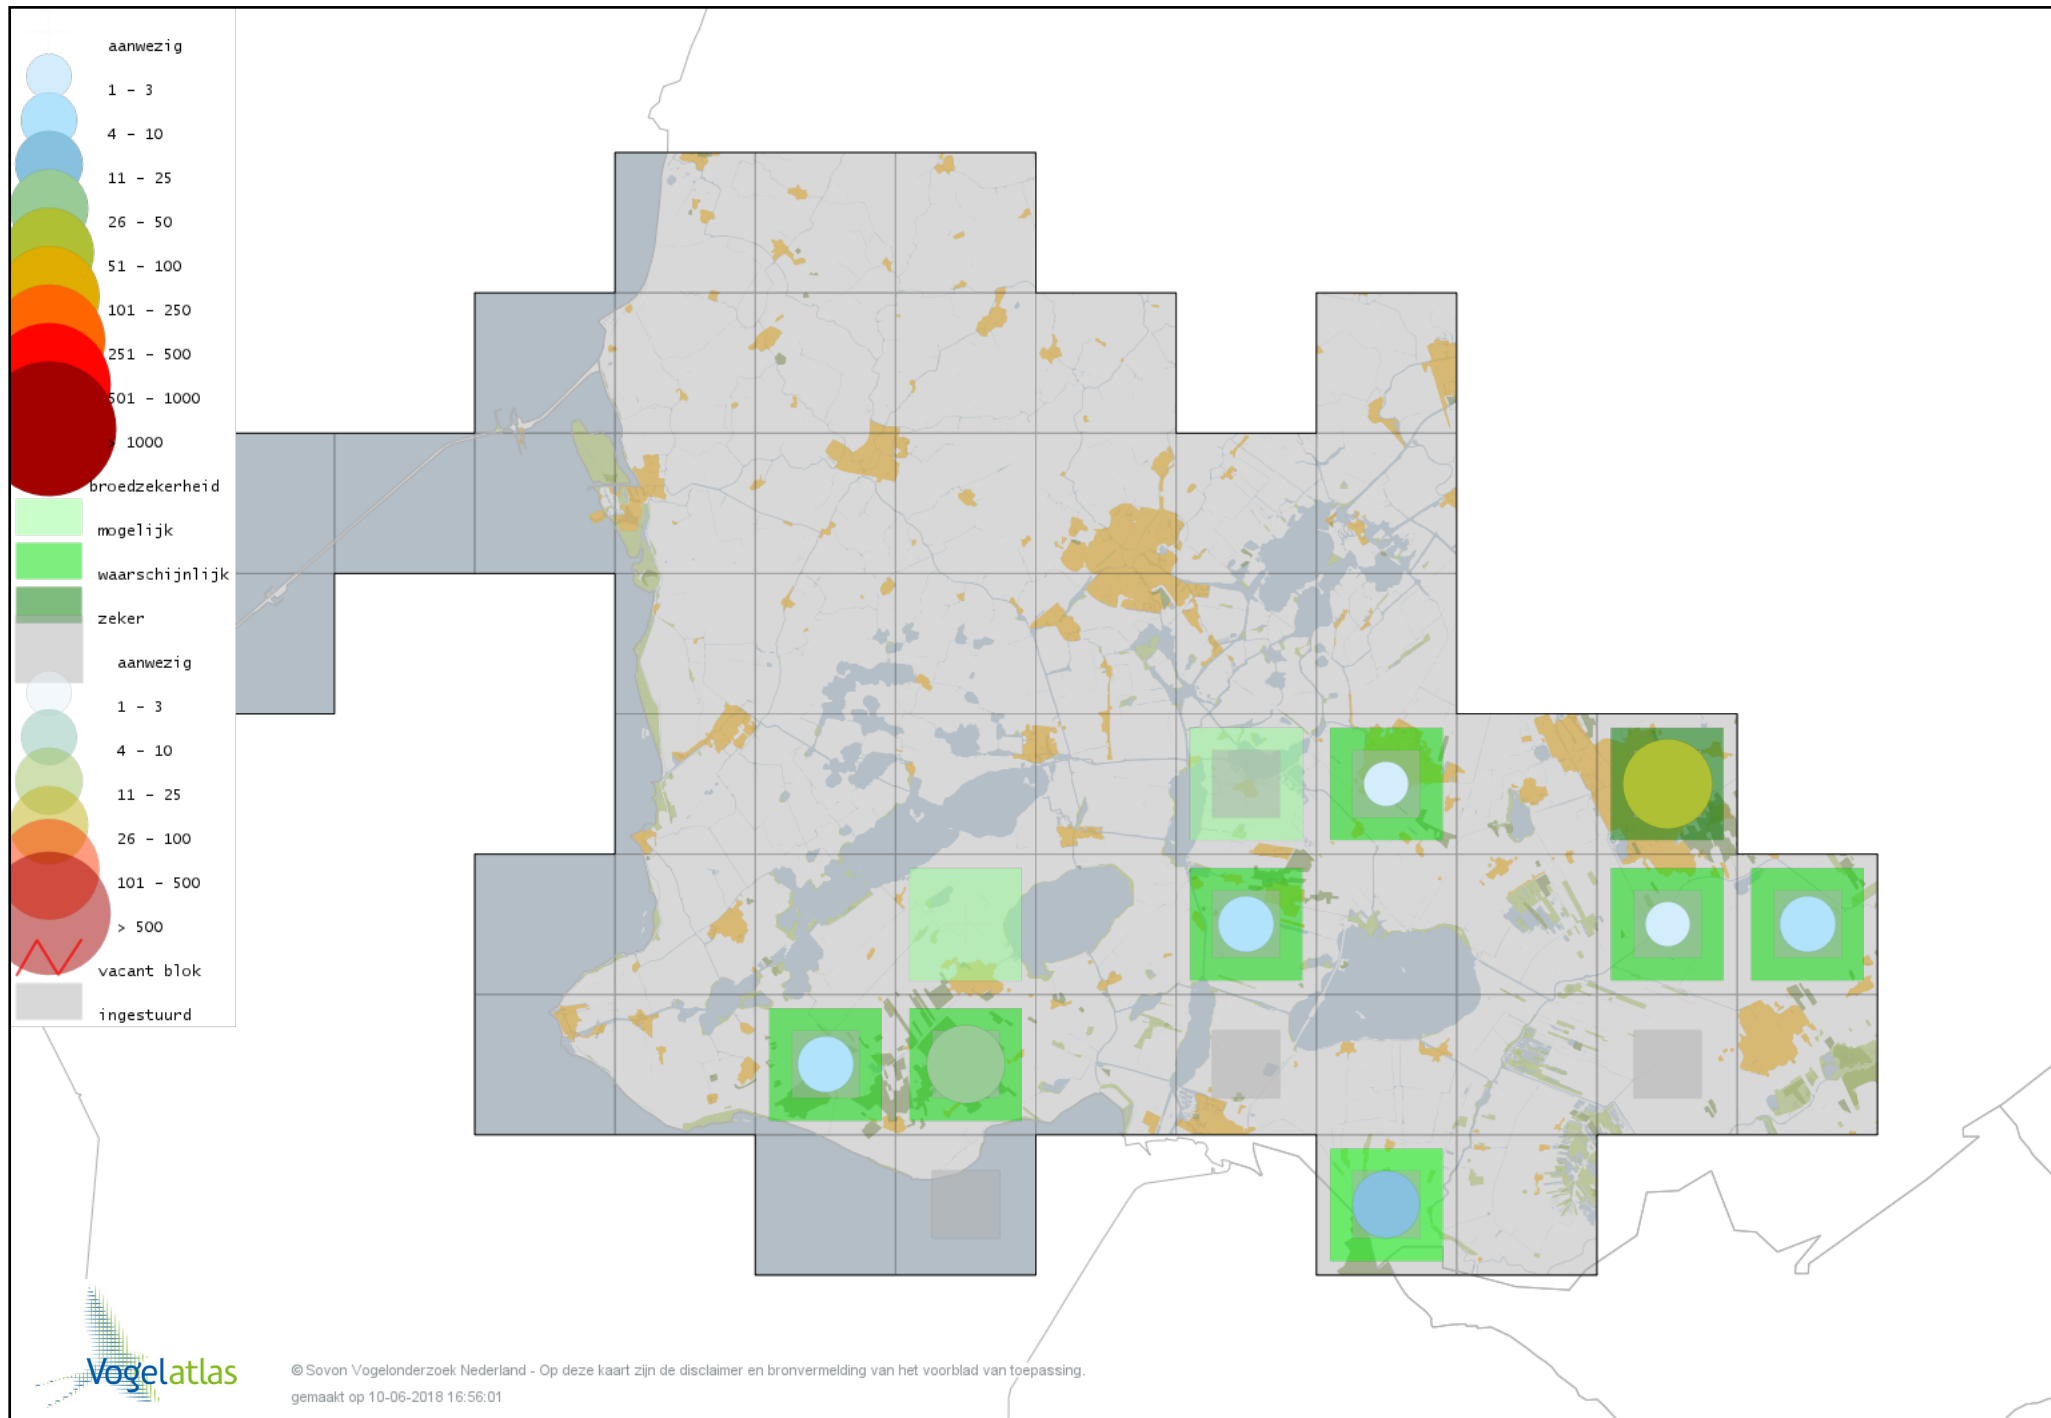 aanwezig
1 – 3
4 – 10
11 – 25
26 – 50
51 – 100
101 – 250
251 – 500
501 – 1000
> 1000
broedzekerheid
mogelijk
waarschijnlijk
zeker
aanwezig
1 – 3
4 – 10
11 – 25
26 – 100
101 – 500
> 500
vacant blok
ingestuurd
Vogelatlas
© Sovon Vogelonderzoek Nederland - Op deze kaart zijn de disclaimer en bronvermelding van het voorblad van toepassing.
gemaakt op 10-06-2018 16:56:01